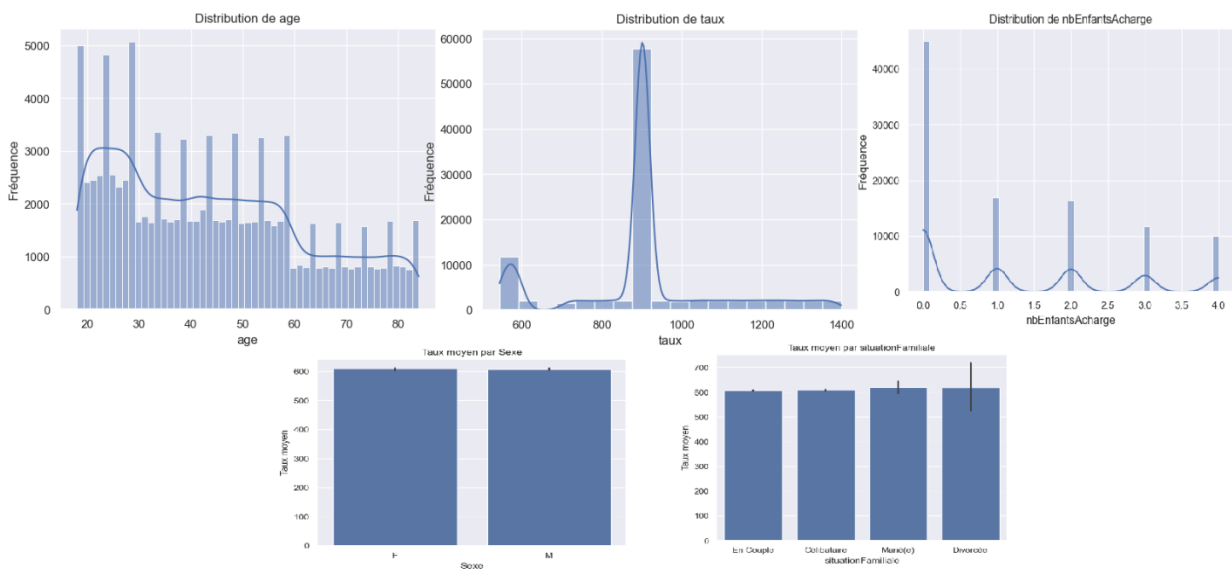 Distribution de age
Fréquence
5000
4000
3000
2000
1000
0
20 30 40 50 60 70 80
age
Distribution de taux
Fréquence
60000
50000
40000
30000
20000
10000
0
600 800 1000 1200 1400
taux
Distribution de nbEnfantsAcharge
Fréquence
40000
30000
20000
10000
0
0.0 0.5 1.0 1.5 2.0 2.5 3.0 3.5 4.0
nbEnfantsAcharge
Taux moyen par Sexe
Taux moyen
600
500
400
300
200
100
0
F M
Sexe
Taux moyen par situationFamiliale
Taux moyen
700
600
500
400
300
200
100
0
En Couple Célibataire Marié(e) Divorcée
situationFamiliale